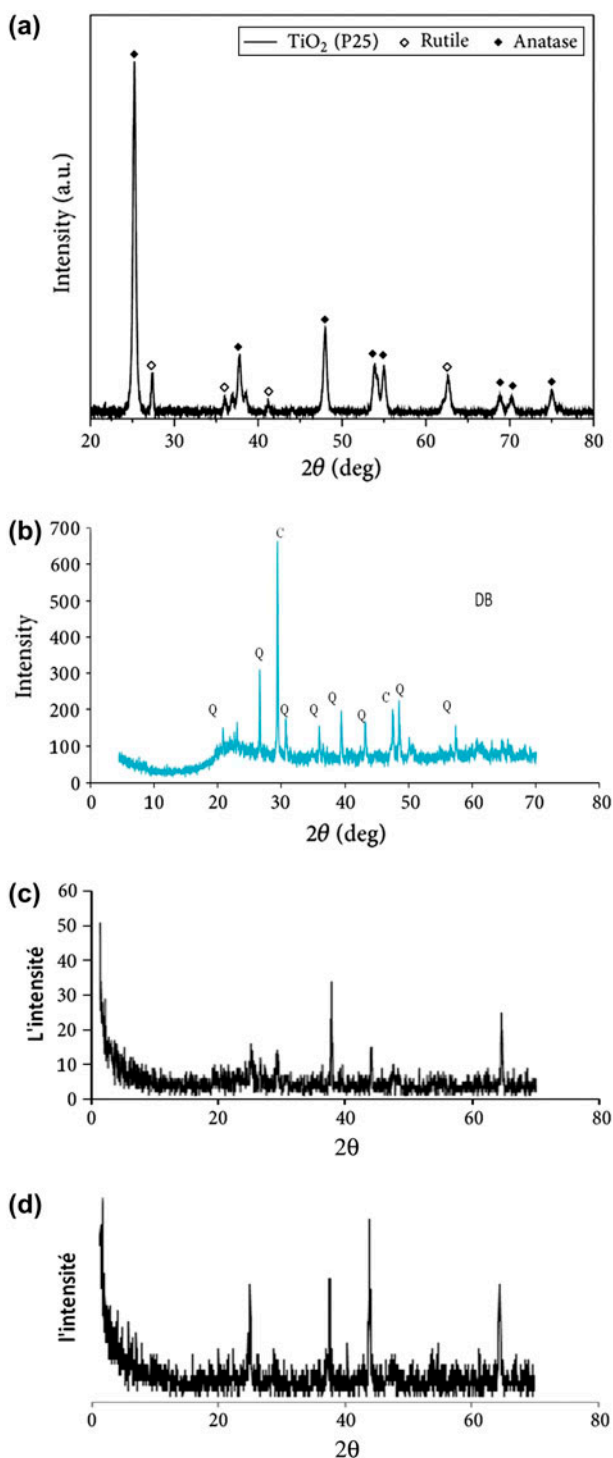 (a)
TiO₂ (P25) Rutile Anatase
Intensity (a.u.)
20 30 40 50 60 70 80
2θ (deg)
(b)
700
600
500
400
300
200
100
0
Intensity
Q Q C Q Q Q Q C Q Q
DB
0 10 20 30 40 50 60 70 80
2θ (deg)
(c)
60
50
40
30
20
10
0
L'intensité
0 20 40 60 80
2θ
(d)
l'intensité
0 20 40 60 80
2θ